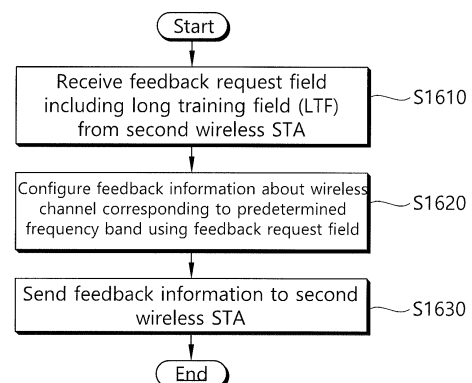 Start
Receive feedback request field
including long training field (LTF)
from second wireless STA
S1610
Configure feedback information about wireless
channel corresponding to predetermined
frequency band using feedback request field
S1620
Send feedback information to second
wireless STA
S1630
End